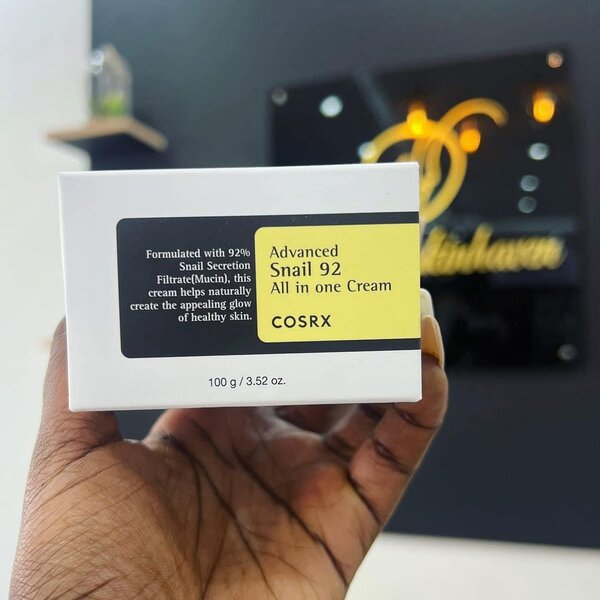 Formulated with 92%
Snail Secretion
Filtrate(Mucin), this
cream helps naturally
create the appealing glow
of healthy skin.
Advanced
Snail 92
All in one Cream
COSRX
100 g / 3.52 oz.